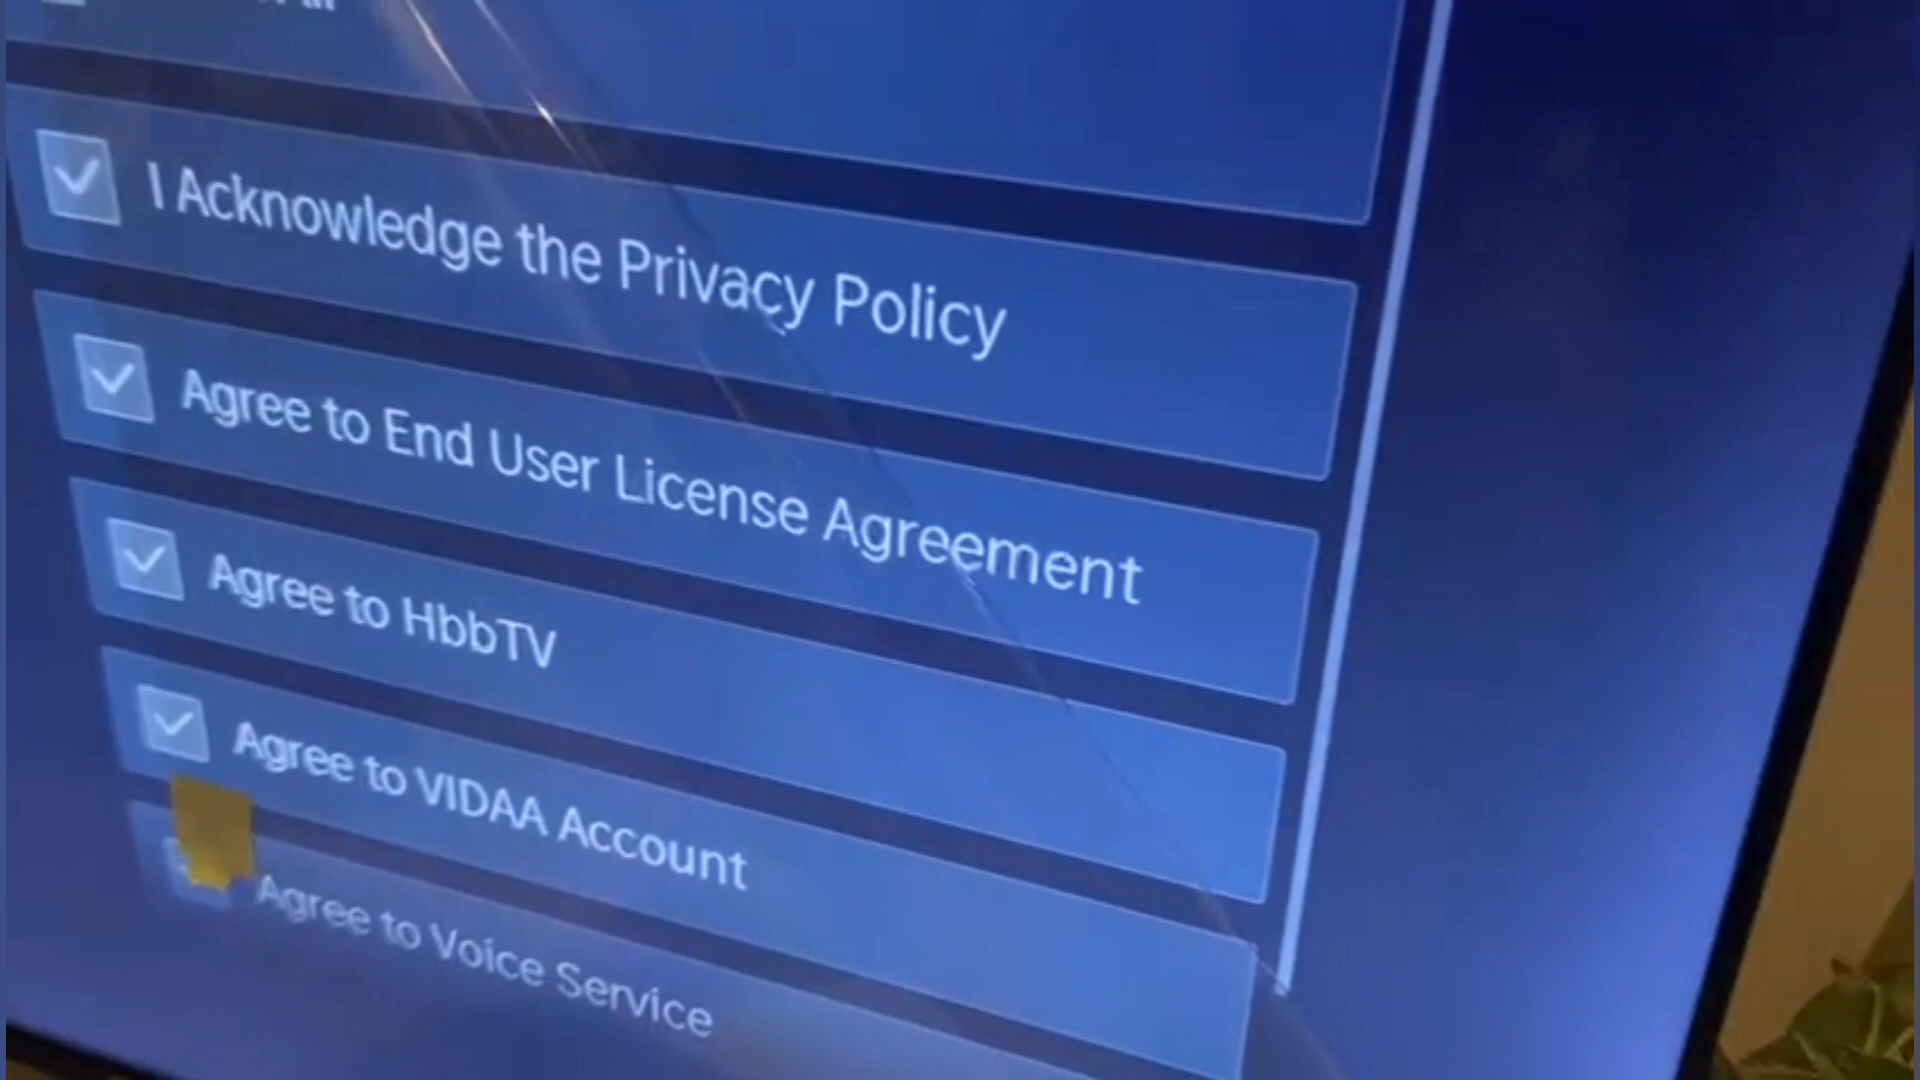 I Acknowledge the Privacy Policy
Agree to End User License Agreement
Agree to HbbTV
Agree to VIDAA Account
Agree to Voice Service